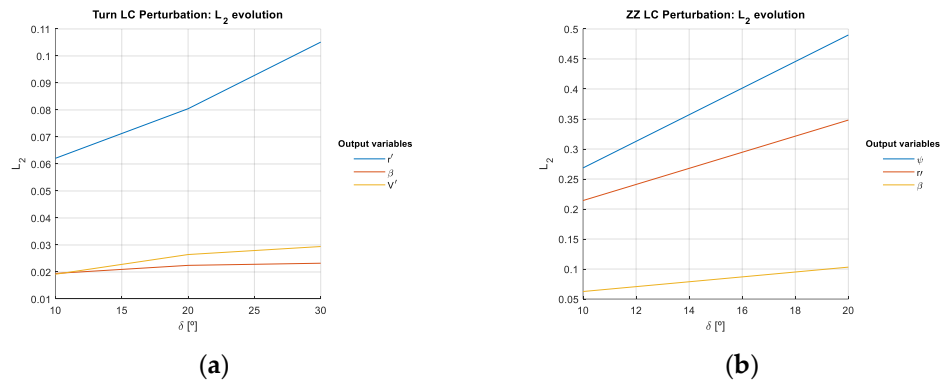 Turn LC Perturbation: L2 evolution
0.11
0.1
0.09
0.08
0.07
0.06
0.05
0.04
0.03
0.02
0.01
L2
10 15 20 25 30
δ [º]
Output variables
r′
β
V′
(a)
ZZ LC Perturbation: L2 evolution
0.5
0.45
0.4
0.35
0.3
0.25
0.2
0.15
0.1
0.05
L2
10 12 14 16 18 20
δ [º]
Output variables
ψ
r′
β
(b)